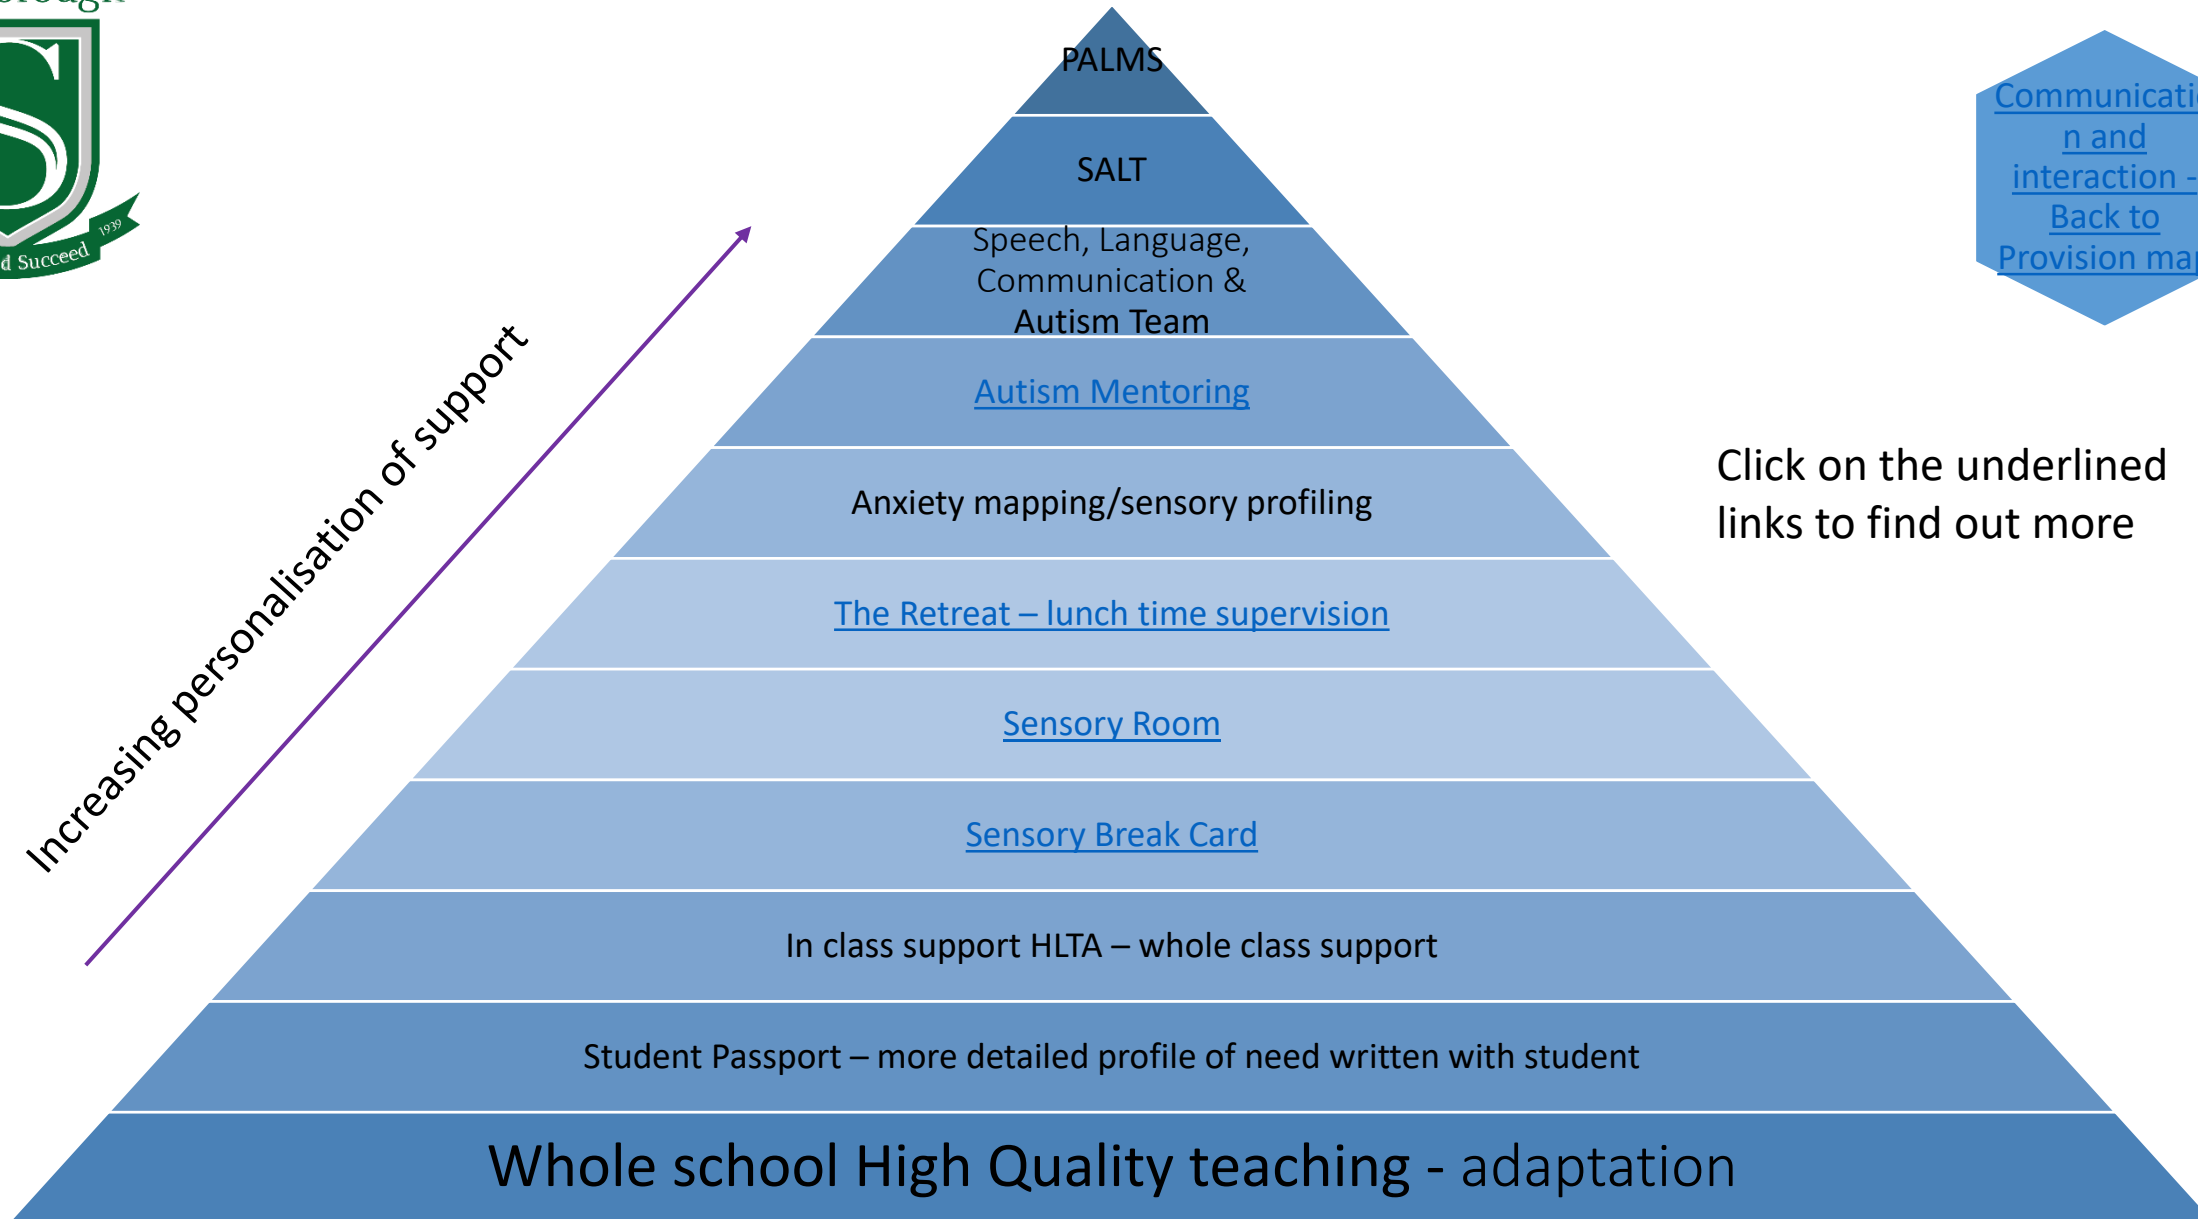 PALMS
SALT
Speech, Language,
Communication &
Autism Team
Autism Mentoring
Anxiety mapping/sensory profiling
The Retreat – lunch time supervision
Sensory Room
Sensory Break Card
In class support HLTA – whole class support
Student Passport – more detailed profile of need written with student
Whole school High Quality teaching - adaptation
Increasing personalisation of support
Communicati
n and
interaction -
Back to
Provision ma
Click on the underlined
links to find out more
1939
d Succeed